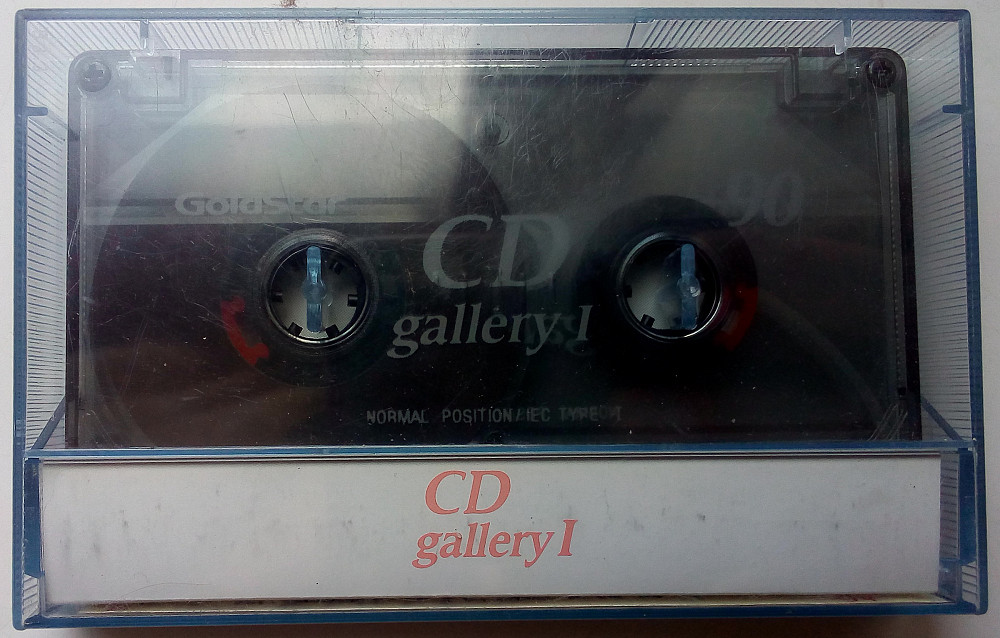 GoldStar
90
CD
gallery I
NORMAL POSITION/IEC TYPE I
CD
gallery I